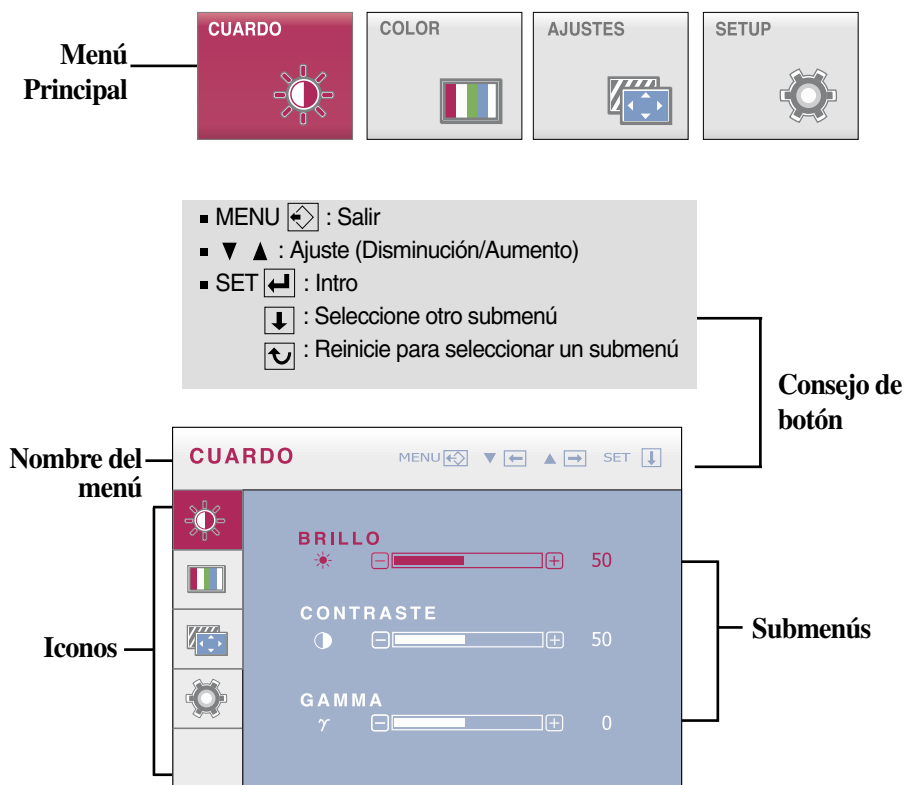 CUARDO
COLOR
AJUSTES
SETUP
Menú
Principal
MENU : Salir
▼ ▲ : Ajuste (Disminución/Aumento)
SET : Intro
: Seleccione otro submenú
: Reinicie para seleccionar un submenú
Consejo de
botón
Nombre del
menú
CUARDO
MENU ▼ ▲ SET
BRILLO
50
CONTRASTE
50
GAMMA
γ 0
Iconos
Submenús